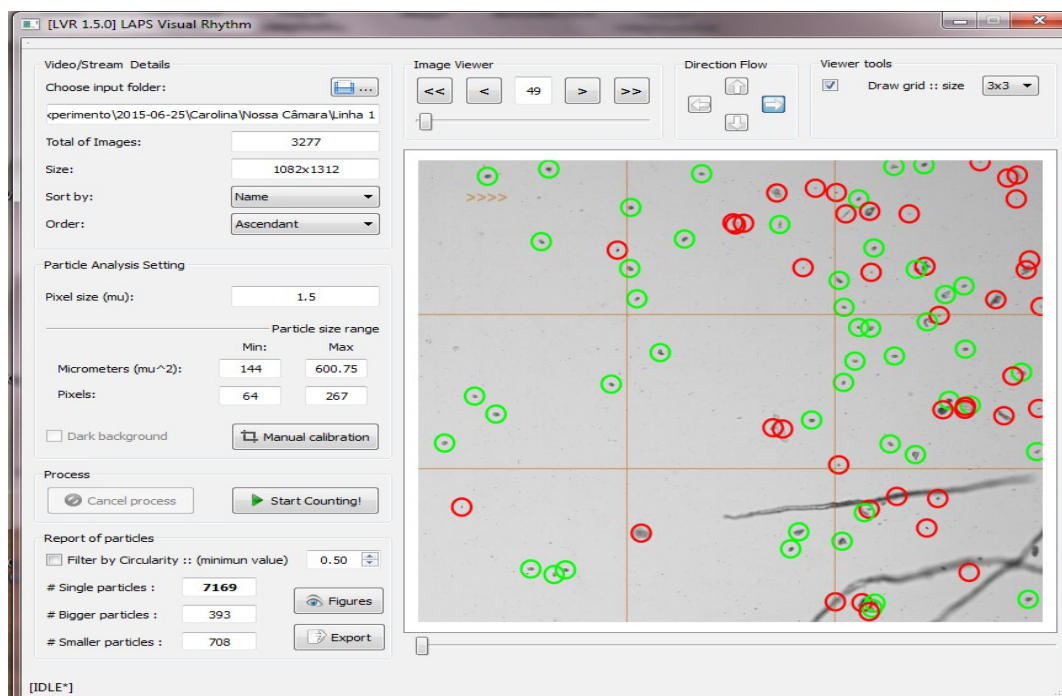 [LVR 1.5.0] LAPS Visual Rhythm
Video/Stream Details
Choose input folder:
...
xperimento\2015-06-25\Carolina\Nossa Câmara\Linha 1
Total of Images: 3277
Size: 1082x1312
Sort by: Name
Order: Ascendant
Particle Analysis Setting
Pixel size (mu): 1.5
Particle size range
Min: Max
Micrometers (mu^2): 144 600.75
Pixels: 64 267
Dark background Manual calibration
Process
Cancel process Start Counting!
Report of particles
Filter by Circularity :: (minimun value) 0.50
# Single particles : 7169
# Bigger particles : 393
# Smaller particles : 708
Figures
Export
[IDLE*]
Image Viewer
<< < 49 > >>
Direction Flow
Viewer tools
Draw grid :: size 3x3
>>>>